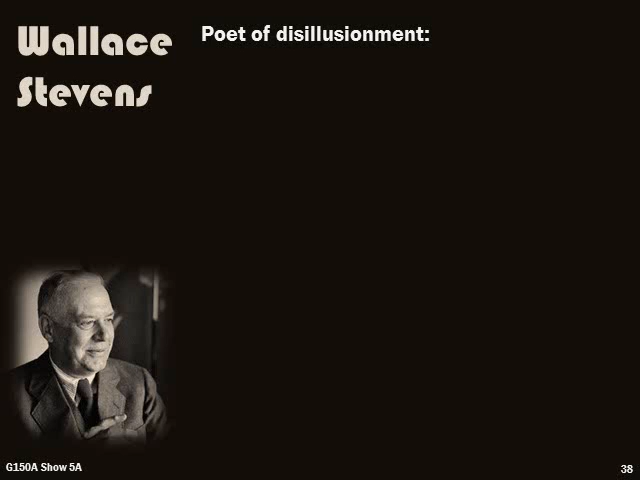 Wallace
Stevens
Poet of disillusionment:
G150A Show 5A
38